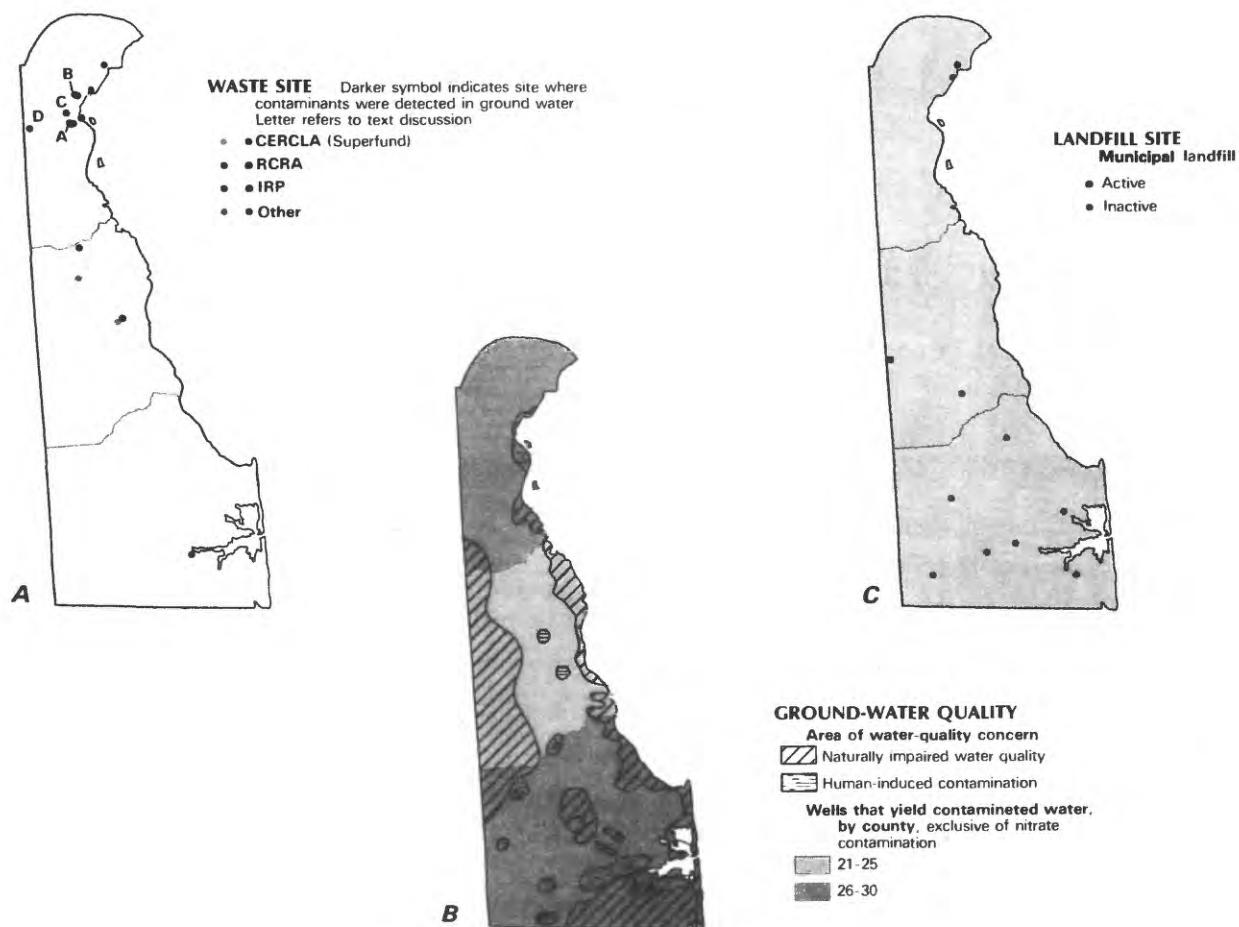 B
C
D
A
WASTE SITE Darker symbol indicates site where
contaminants were detected in ground water
Letter refers to text discussion
CERCLA (Superfund)
RCRA
IRP
Other
A
LANDFILL SITE
Municipal landfill
Active
Inactive
C
GROUND-WATER QUALITY
Area of water-quality concern
Naturally impaired water quality
Human-induced contamination
Wells that yield contamineted water,
by county, exclusive of nitrate
contamination
21-25
26-30
B